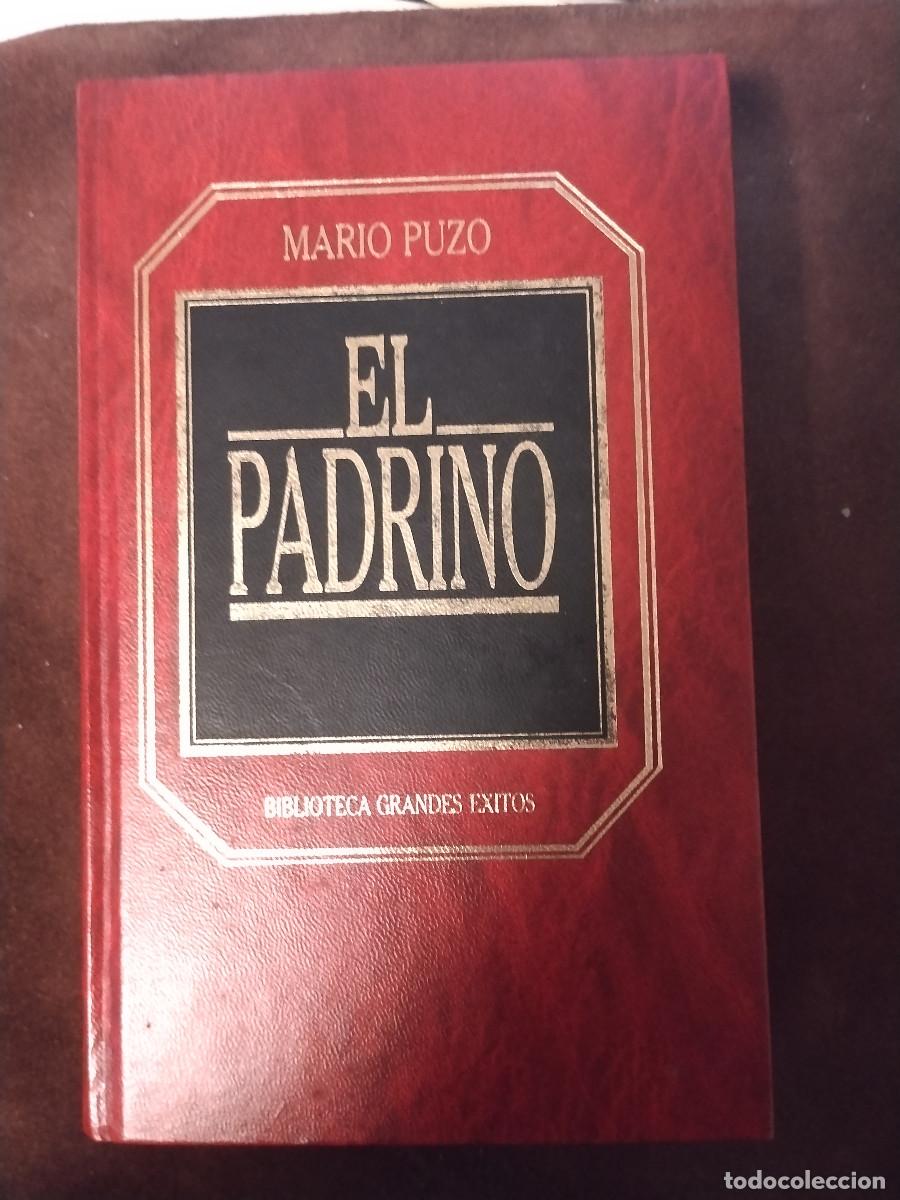 MARIO PUZO
EL
PADRINO
BIBLIOTECA GRANDES EXITOS
todocoleccion